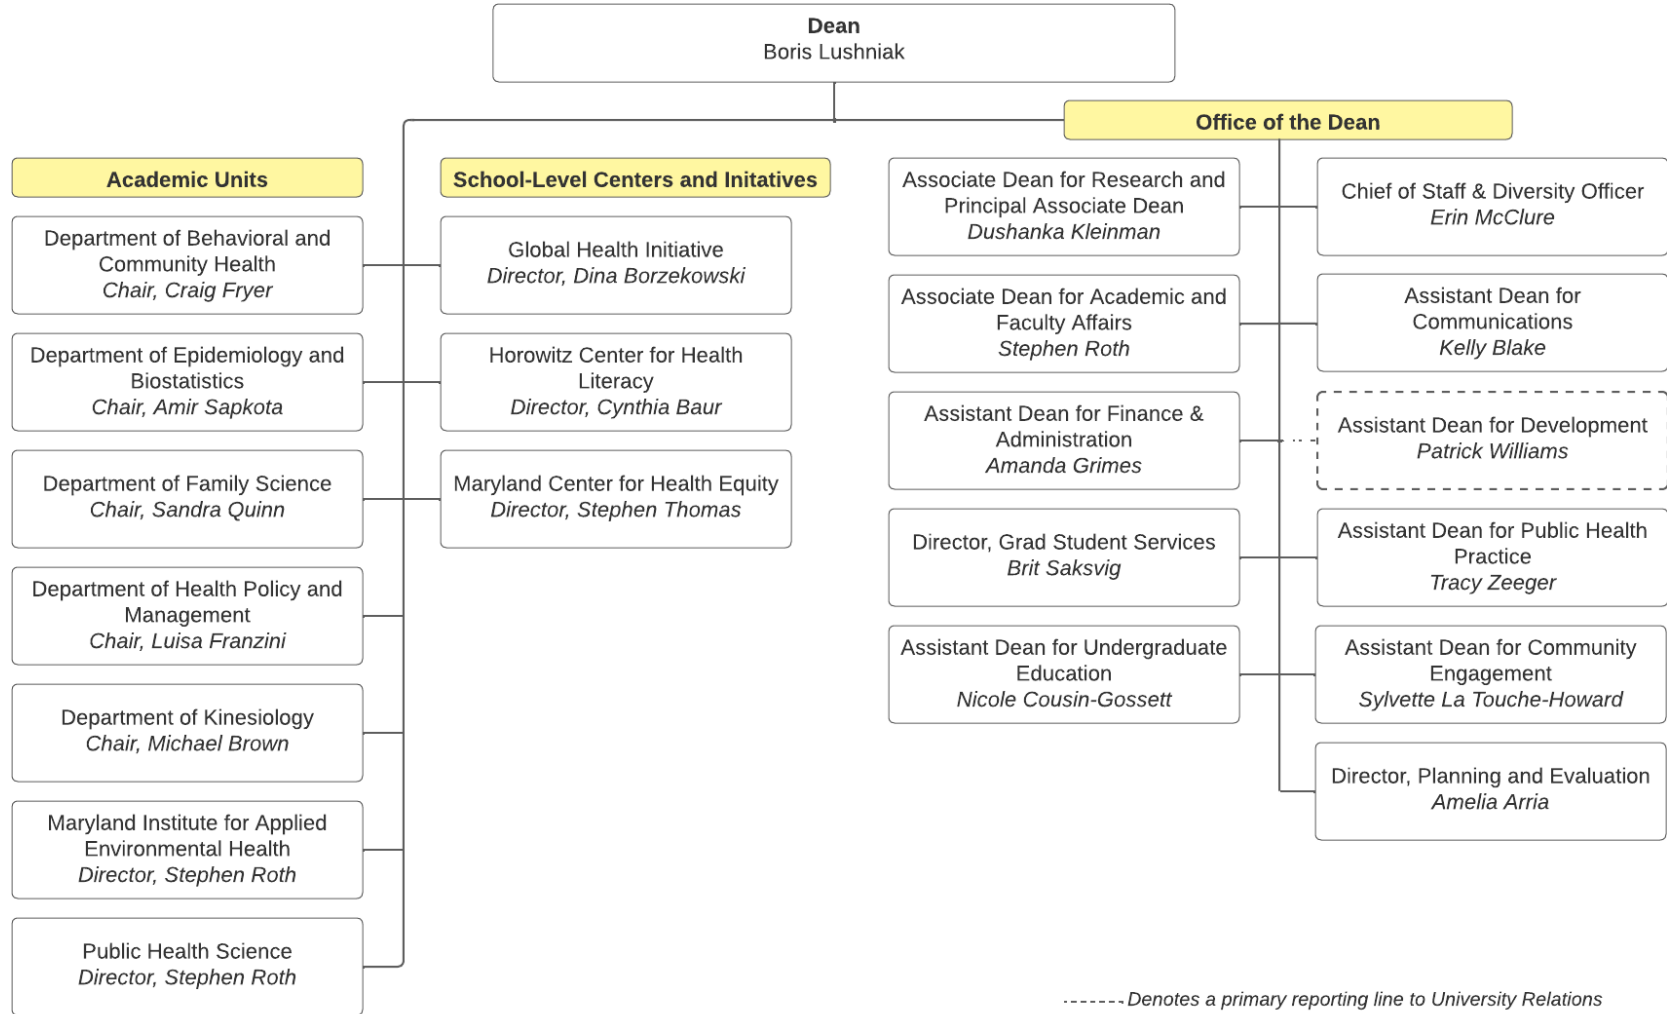 Dean
Boris Lushniak
Office of the Dean
Academic Units
Department of Behavioral and
Community Health
Chair, Craig Fryer
Department of Epidemiology and
Biostatistics
Chair, Amir Sapkota
Department of Family Science
Chair, Sandra Quinn
Department of Health Policy and
Management
Chair, Luisa Franzini
Department of Kinesiology
Chair, Michael Brown
Maryland Institute for Applied
Environmental Health
Director, Stephen Roth
Public Health Science
Director, Stephen Roth
School-Level Centers and Initatives
Global Health Initiative
Director, Dina Borzekowski
Horowitz Center for Health
Literacy
Director, Cynthia Baur
Maryland Center for Health Equity
Director, Stephen Thomas
Associate Dean for Research and
Principal Associate Dean
Dushanka Kleinman
Associate Dean for Academic and
Faculty Affairs
Stephen Roth
Assistant Dean for Finance &
Administration
Amanda Grimes
Director, Grad Student Services
Brit Saksvig
Assistant Dean for Undergraduate
Education
Nicole Cousin-Gossett
Chief of Staff & Diversity Officer
Erin McClure
Assistant Dean for
Communications
Kelly Blake
Assistant Dean for Development
Patrick Williams
Assistant Dean for Public Health
Practice
Tracy Zeeger
Assistant Dean for Community
Engagement
Sylvette La Touche-Howard
Director, Planning and Evaluation
Amelia Arria
Denotes a primary reporting line to University Relations